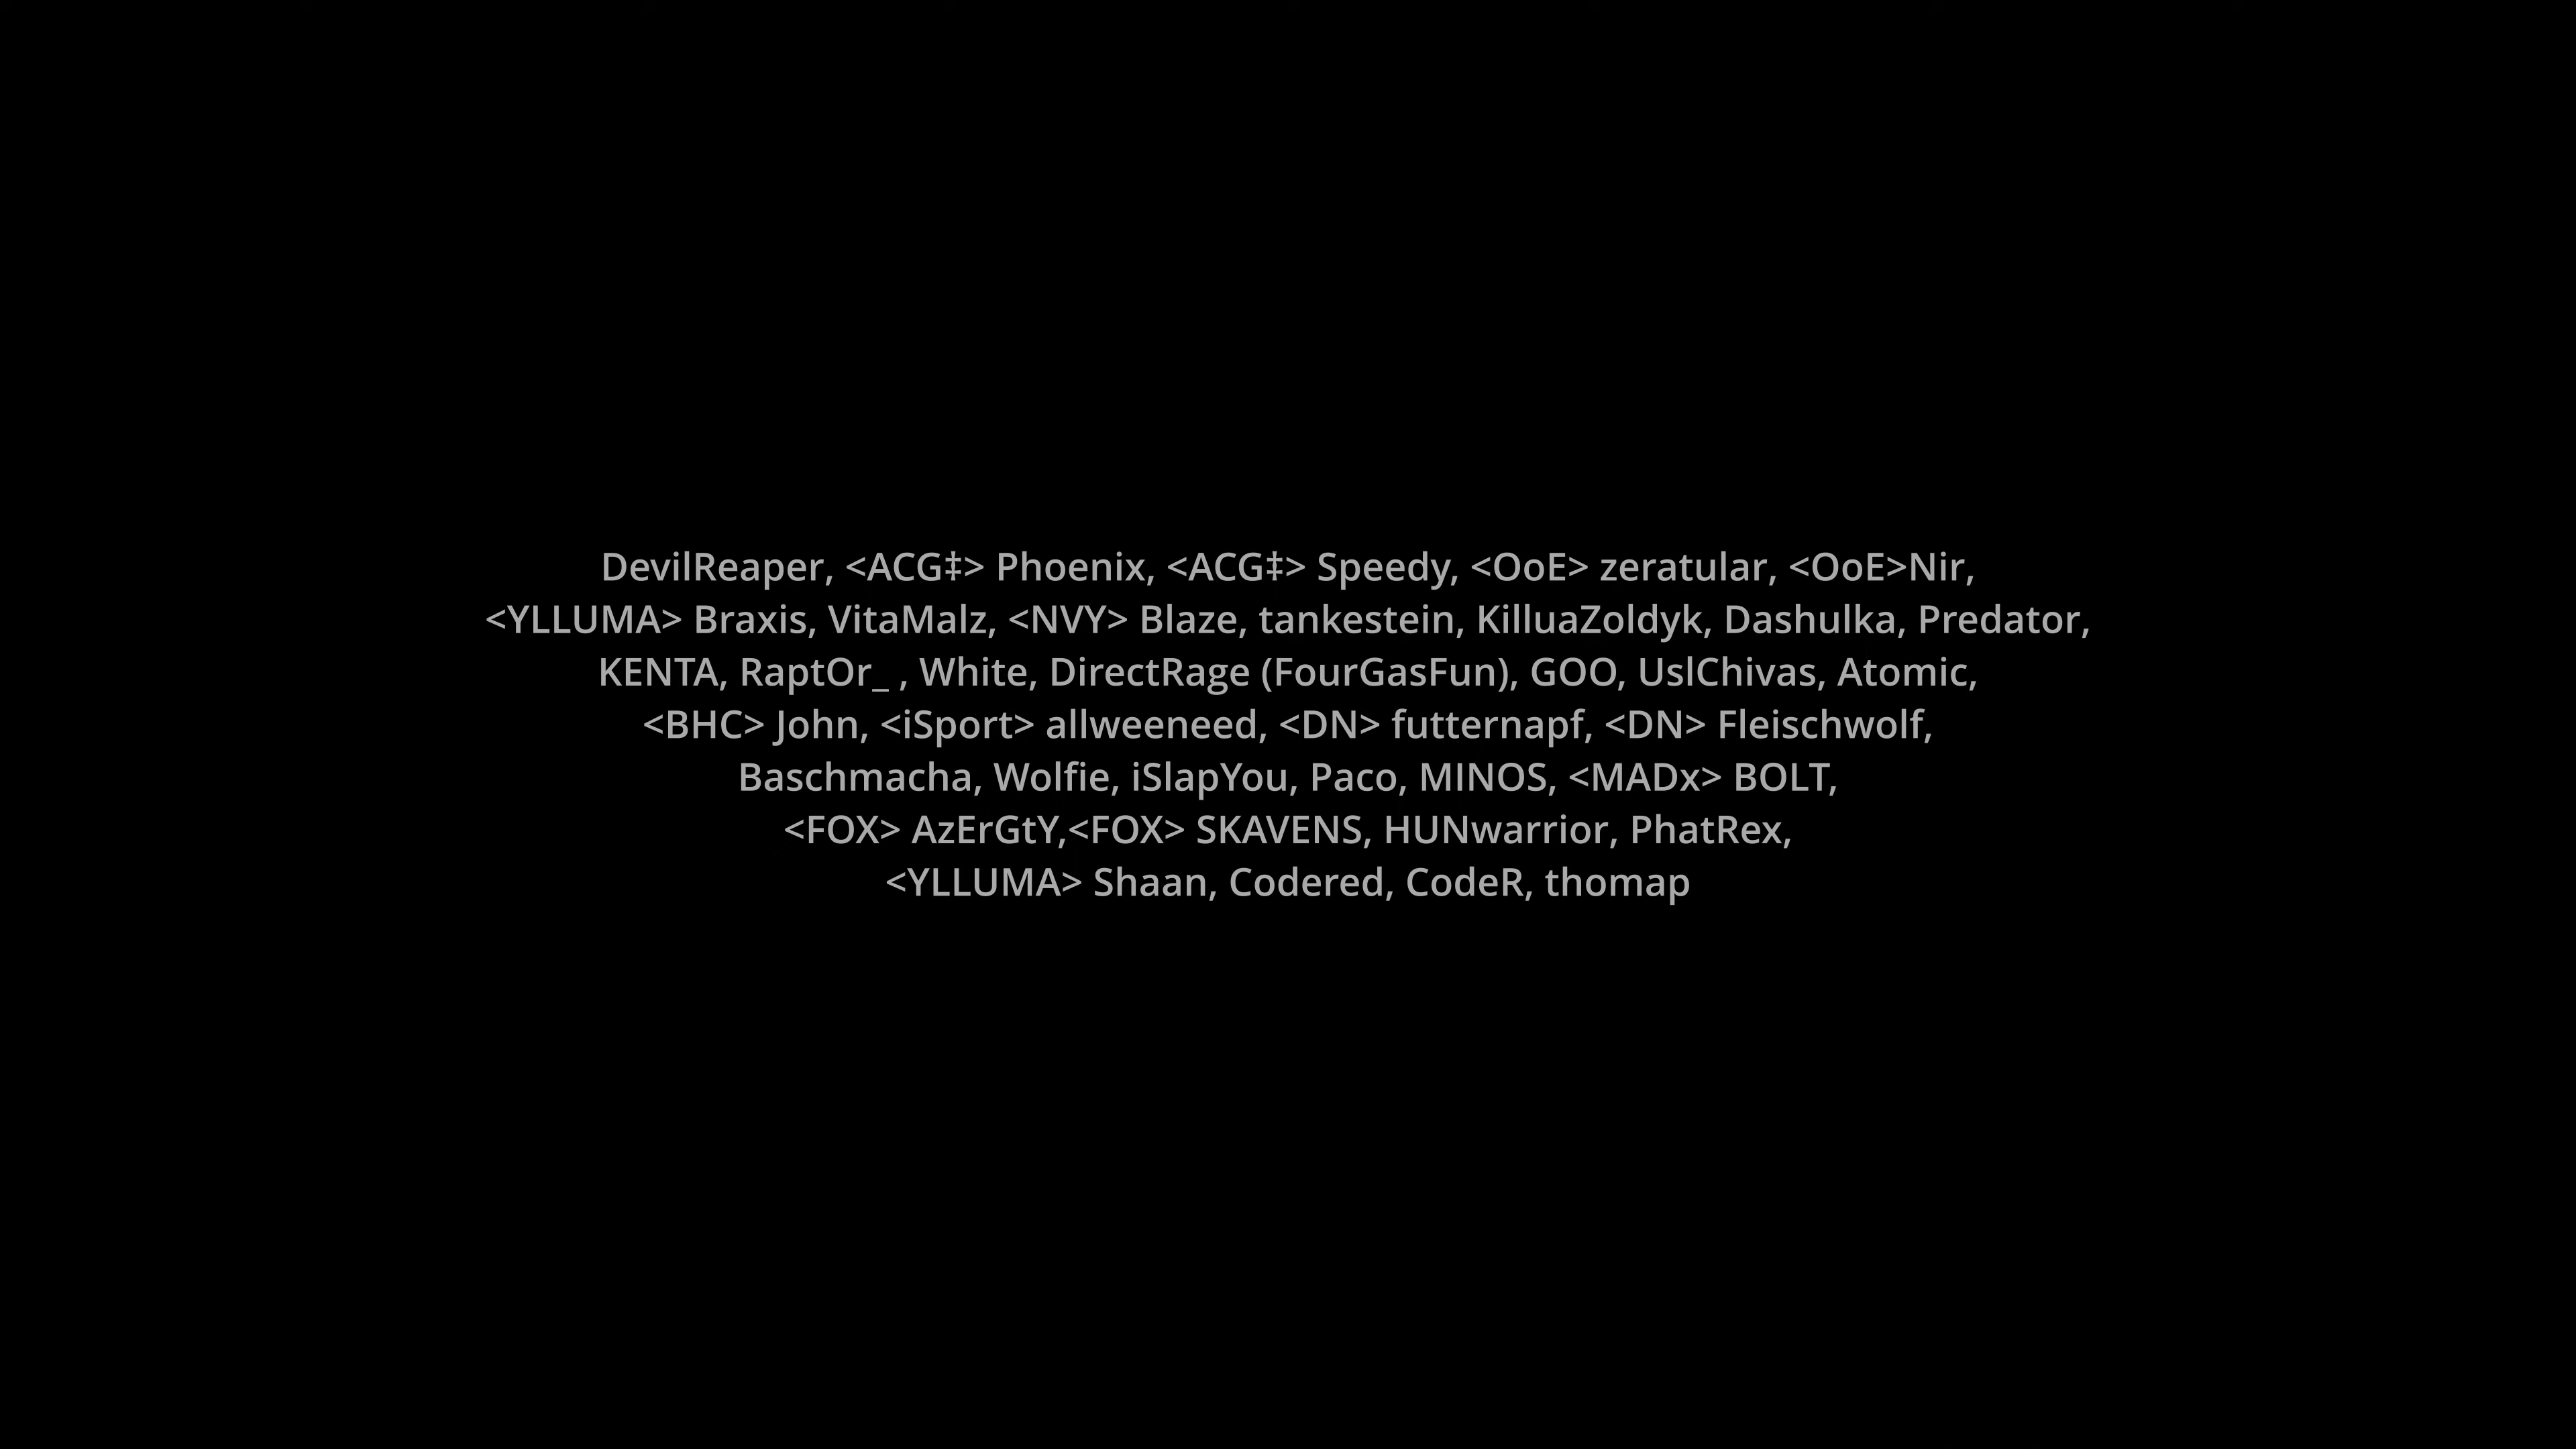 DevilReaper, <ACG‡> Phoenix, <ACG‡> Speedy, <OoE> zeratular, <OoE>Nir,
<YLLUMA> Braxis, VitaMalz, <NVY> Blaze, tankestein, KilluaZoldyk, Dashulka, Predator,
KENTA, RaptOr_ , White, DirectRage (FourGasFun), GOO, UslChivas, Atomic,
<BHC> John, <iSport> allweeneed, <DN> futternapf, <DN> Fleischwolf,
Baschmacha, Wolfie, iSlapYou, Paco, MINOS, <MADx> BOLT,
<FOX> AzErGtY,<FOX> SKAVENS, HUNwarrior, PhatRex,
<YLLUMA> Shaan, Codered, CodeR, thomap